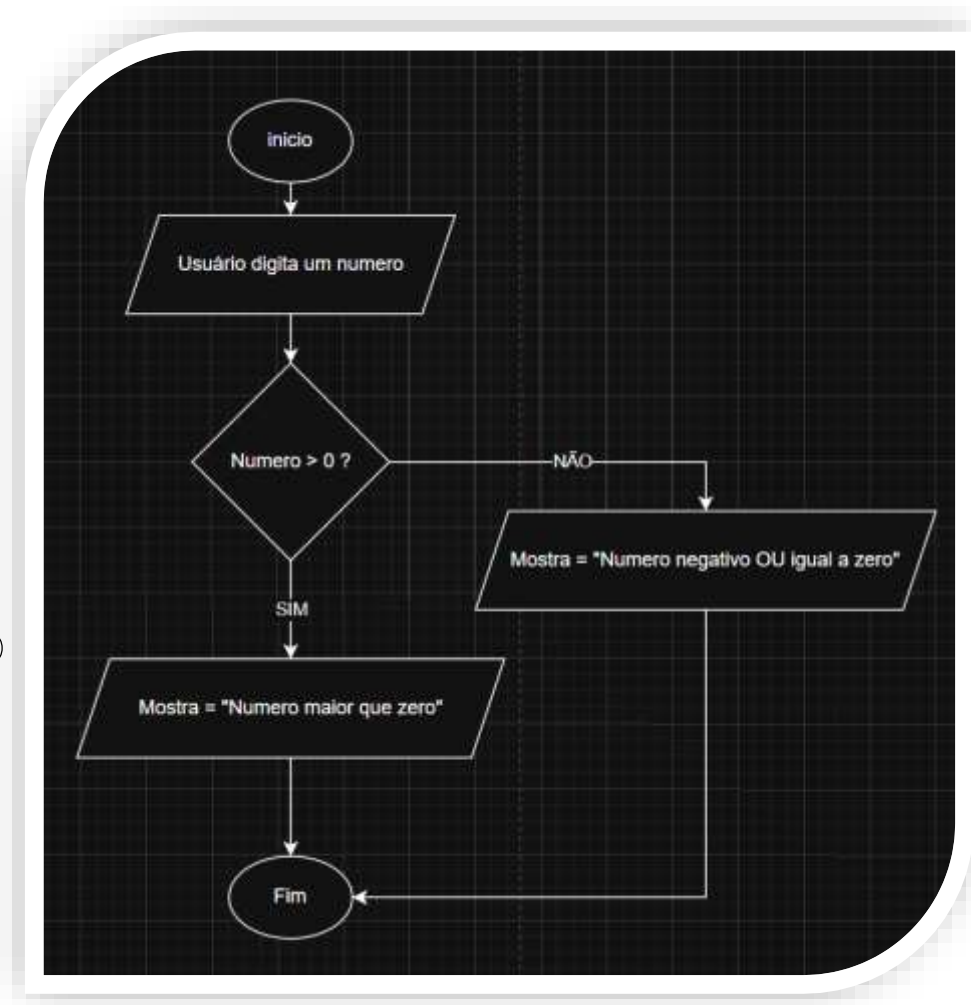 inicio
Usuário digita um numero
Numero > 0 ?
NÃO
Mostra = "Numero negativo OU igual a zero"
SIM
)
Mostra = "Numero maior que zero"
Fim